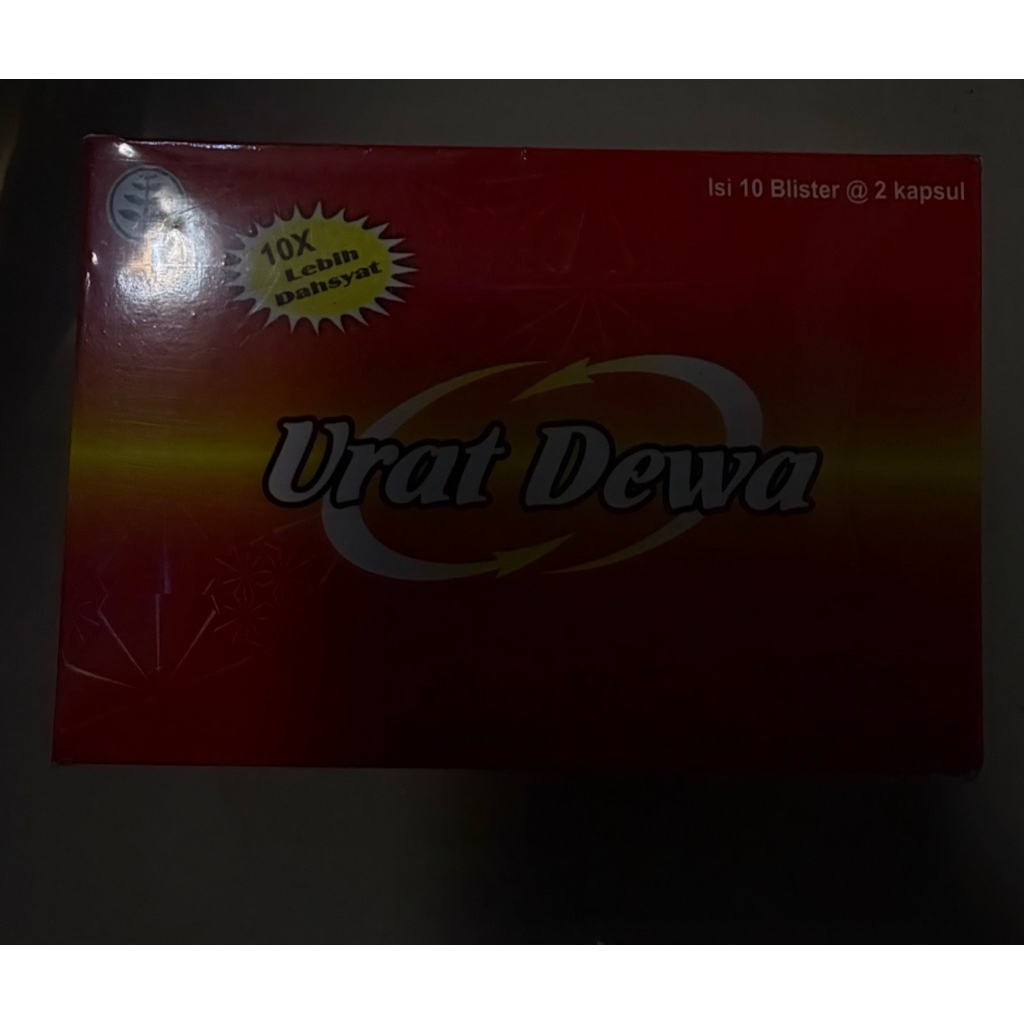 Isi 10 Blister @ 2 kapsul
10X
Lebih
Dahsyat
Urat Dewa